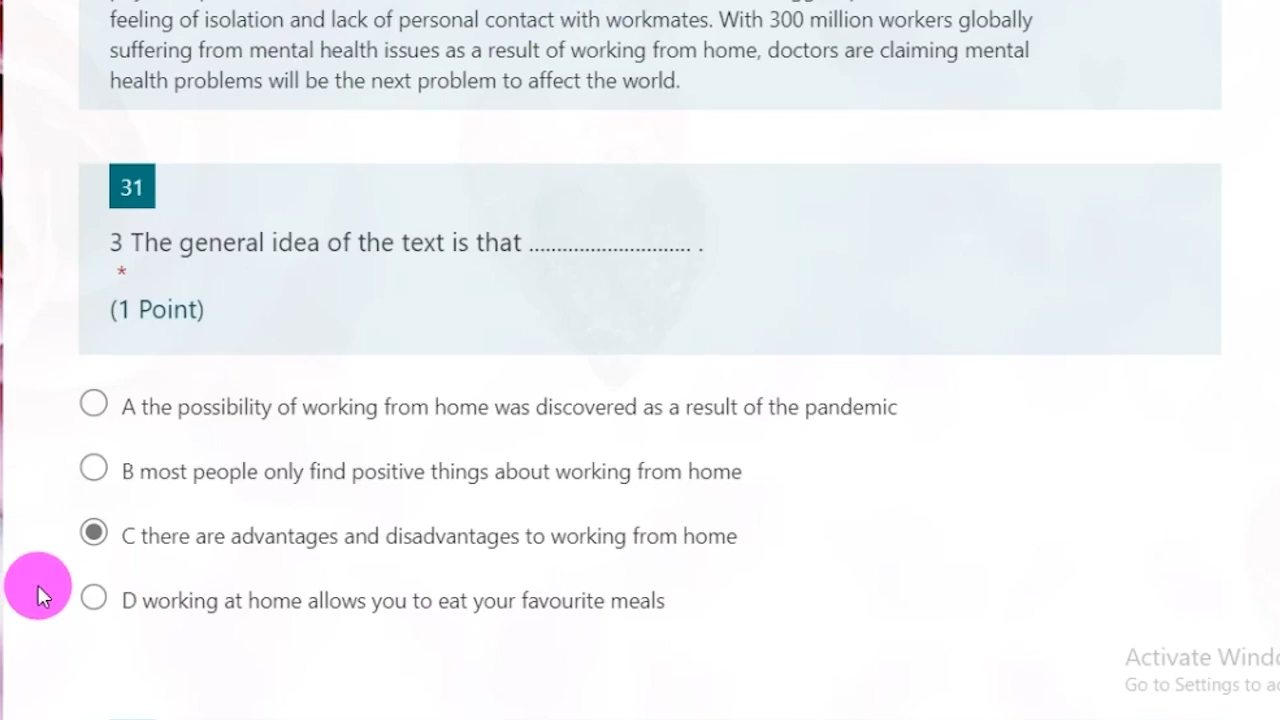 feeling of isolation and lack of personal contact with workmates. With 300 million workers globally
suffering from mental health issues as a result of working from home, doctors are claiming mental
health problems will be the next problem to affect the world.
31
3 The general idea of the text is that ............................ .
*
(1 Point)
A the possibility of working from home was discovered as a result of the pandemic
B most people only find positive things about working from home
C there are advantages and disadvantages to working from home
D working at home allows you to eat your favourite meals
Activate
Go to Settings to